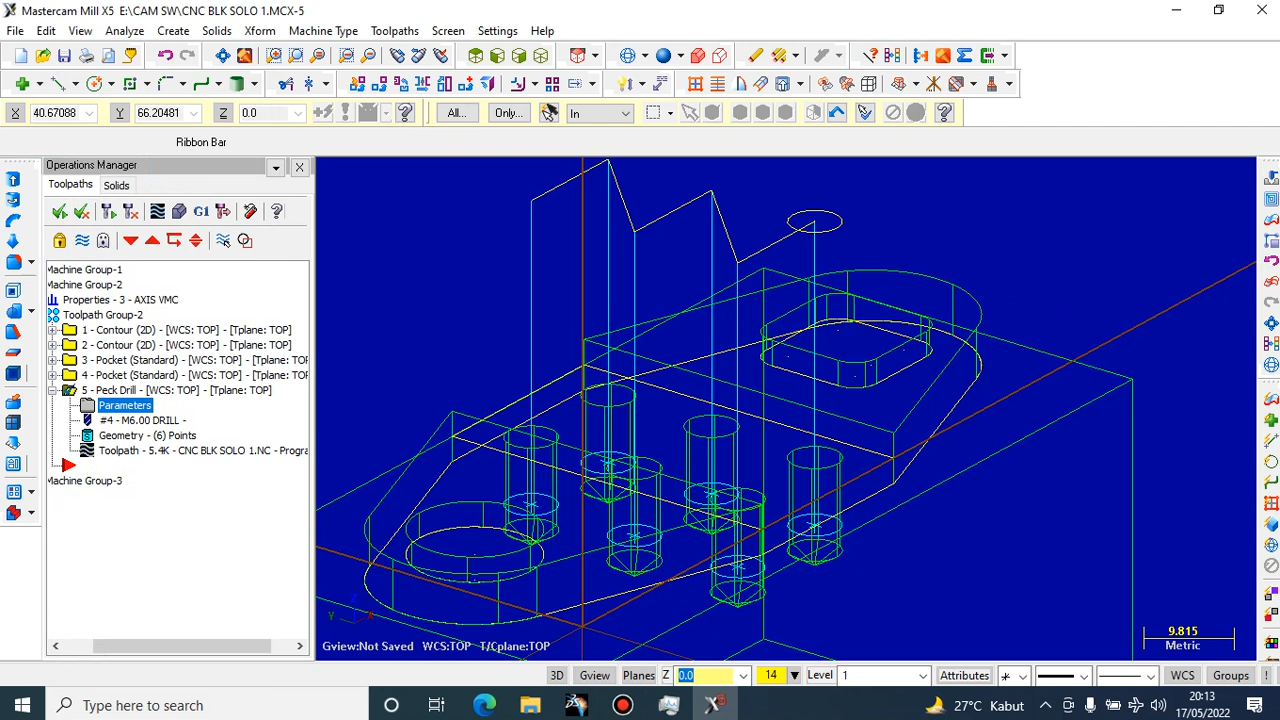 Mastercam Mill X5 E:\CAM SW\CNC BLK SOLO 1.MCX-5
File Edit View Analyze Create Solids Xform Machine Type Toolpaths Screen Settings Help
X 40.67088 Y 66.20481 Z 0.0 All... Only... In
Ribbon Bar
Operations Manager
Toolpaths Solids
G1
Machine Group-1
Machine Group-2
Properties - 3 - AXIS VMC
Toolpath Group-2
1 - Contour (2D) - [WCS: TOP] - [Tplane: TOP]
2 - Contour (2D) - [WCS: TOP] - [Tplane: TOP]
3 - Pocket (Standard) - [WCS: TOP] - [Tplane:
4 - Pocket (Standard) - [WCS: TOP] - [Tplane:
5 - Peck Drill - [WCS: TOP] - [Tplane: TOP]
Parameters
#4 - M6.00 DRILL -
Geometry - (6) Points
Toolpath - 5.4K - CNC BLK SOLO 1.NC - Progra
Machine Group-3
Z
Y X
Gview:Not Saved WCS:TOP T/Cplane:TOP
9.815
Metric
3D Gview Planes Z 0.0 14 Level 1 Attributes WCS Groups
Type here to search
27°C Kabut
20:13
17/05/2022